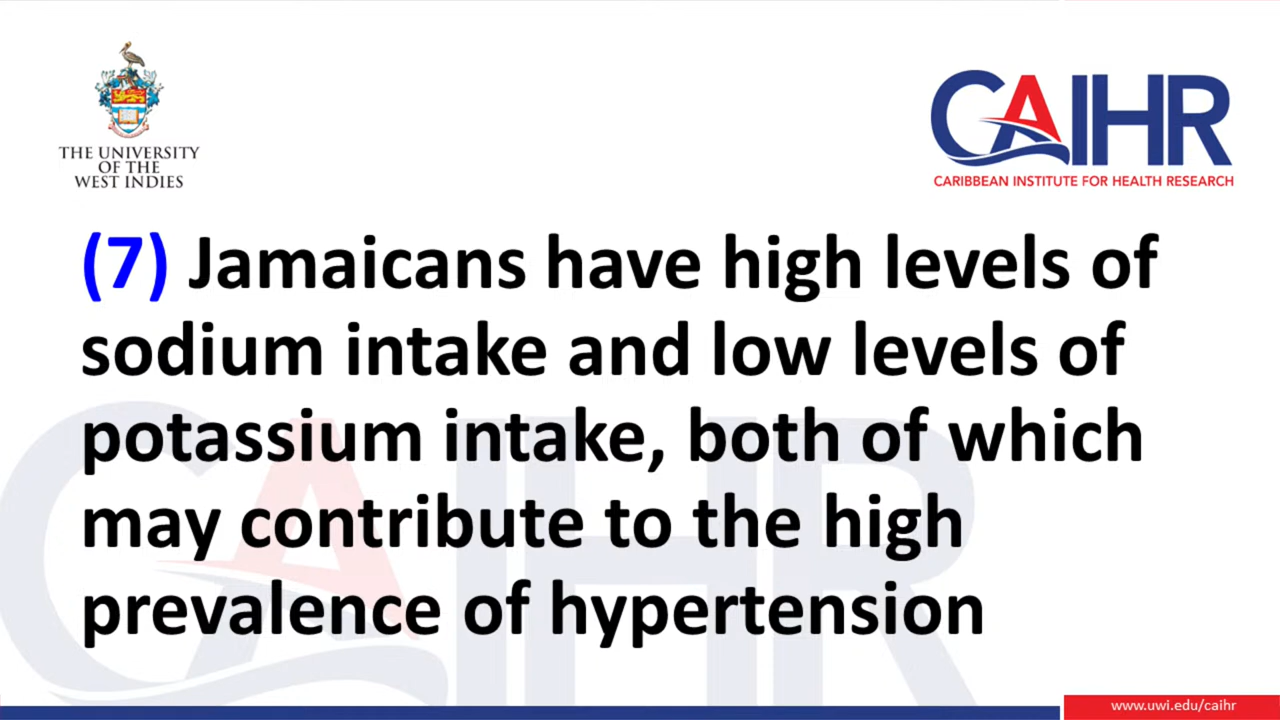 THE UNIVERSITY
OF THE
WEST INDIES
CAIHR
CARIBBEAN INSTITUTE FOR HEALTH RESEARCH
(7) Jamaicans have high levels of
sodium intake and low levels of
potassium intake, both of which
may contribute to the high
prevalence of hypertension
CAIHR
www.uwi.edu/caihr